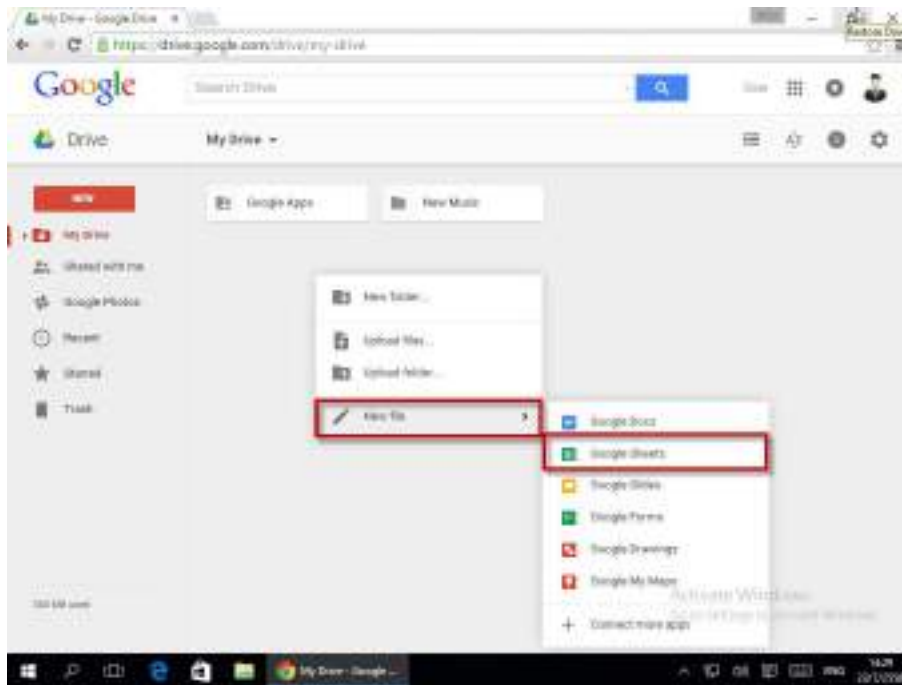 My Drive - Google Drive
https://drive.google.com/drive/my-drive
Google
Search Drive
Drive
My Drive
NEW
Google Apps
New Music
My Drive
Shared with me
Google Photos
Recent
Starred
Trash
New folder...
Upload files...
Upload folder...
New file
Google Docs
Google Sheets
Google Slides
Google Forms
Google Drawings
Google My Maps
Connect more apps
Activate Windows
My Drive - Google ...
ENG